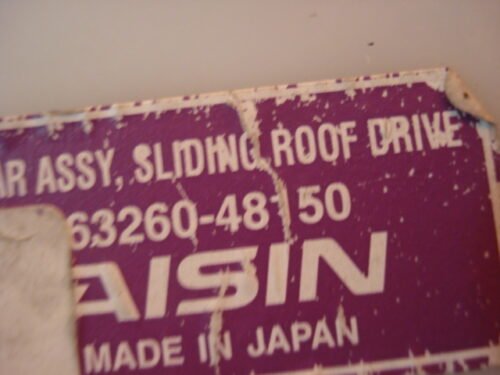 AR ASSY, SLIDING ROOF DRIVE
63260-48150
AISIN
MADE IN JAPAN